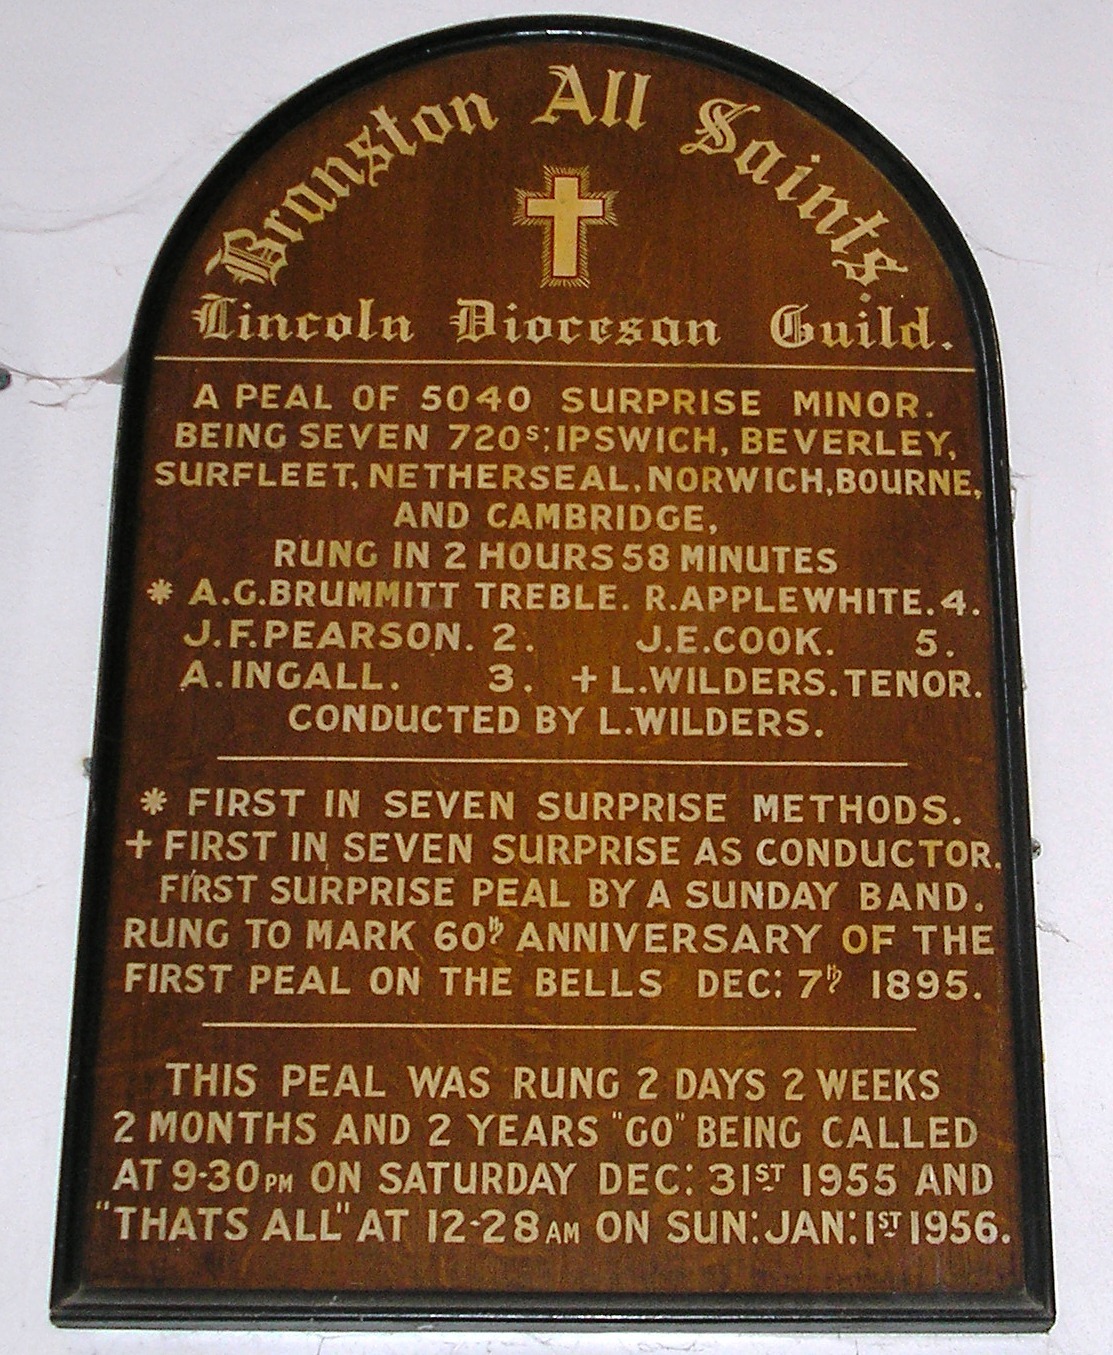 Branston All Saints
Lincoln Diocesan Guild.
A PEAL OF 5040 SURPRISE MINOR.
BEING SEVEN 720S: IPSWICH, BEVERLEY,
SURFLEET, NETHERSEAL, NORWICH, BOURNE,
AND CAMBRIDGE,
RUNG IN 2 HOURS 58 MINUTES
* A.G.BRUMMITT TREBLE. R.APPLEWHITE. 4.
J.F.PEARSON. 2. J.E.COOK. 5.
A.INGALL. 3. + L.WILDERS. TENOR.
CONDUCTED BY L.WILDERS.
* FIRST IN SEVEN SURPRISE METHODS.
+ FIRST IN SEVEN SURPRISE AS CONDUCTOR.
FIRST SURPRISE PEAL BY A SUNDAY BAND.
RUNG TO MARK 60th ANNIVERSARY OF THE
FIRST PEAL ON THE BELLS DEC: 7th 1895.
THIS PEAL WAS RUNG 2 DAYS 2 WEEKS
2 MONTHS AND 2 YEARS "GO" BEING CALLED
AT 9-30 PM ON SATURDAY DEC: 31ST 1955 AND
"THATS ALL" AT 12-28 AM ON SUN: JAN: 1ST 1956.